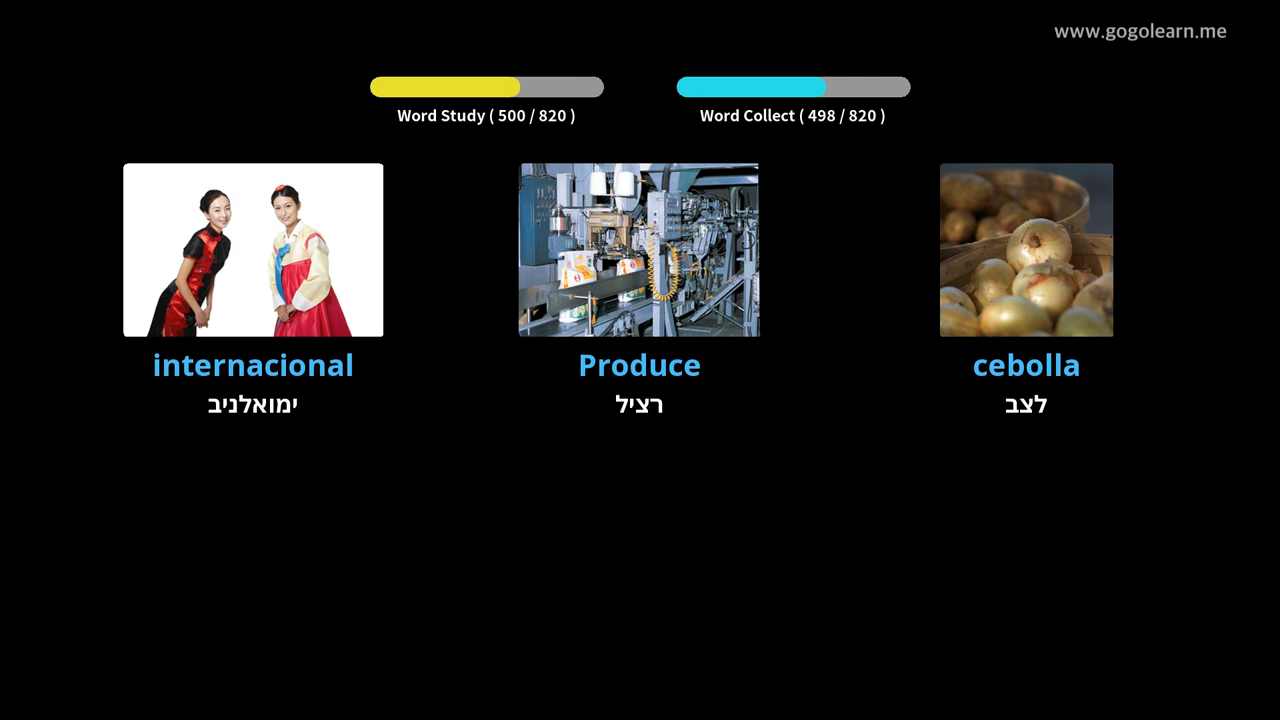 www.gogolearn.me
Word Study ( 500 / 820 )
Word Collect ( 498 / 820 )
internacional
ימואלניב
Produce
רציל
cebolla
לצב